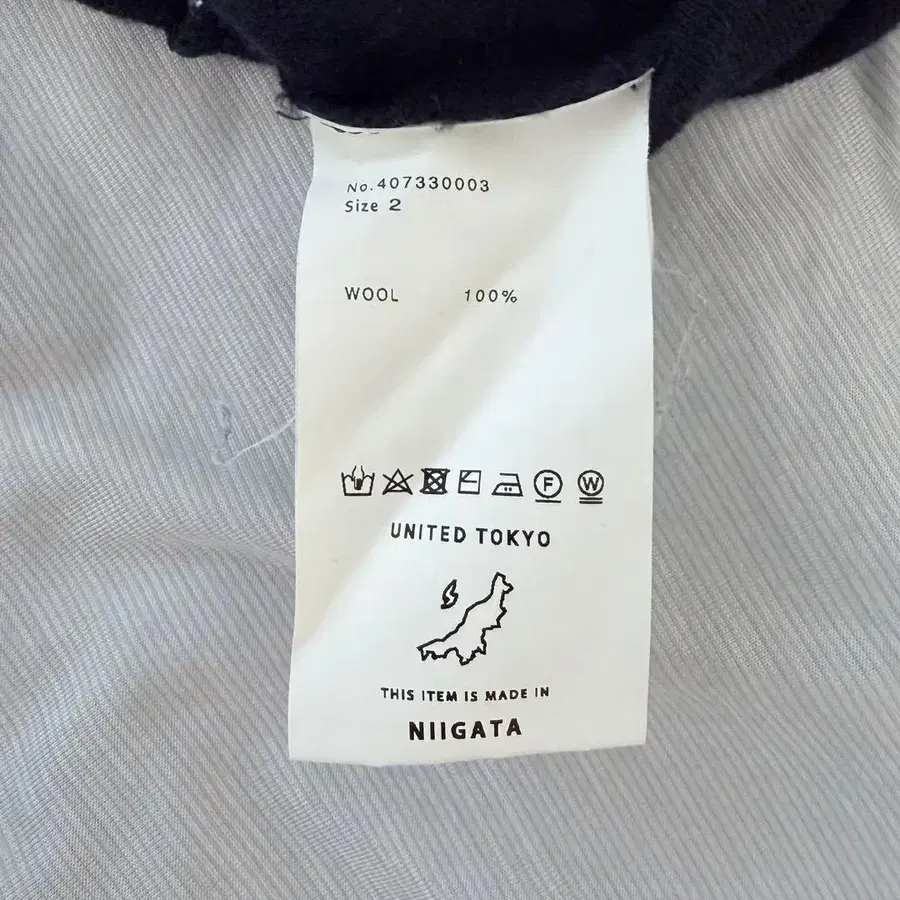 No.407330003
Size 2
WOOL 100%
F W
UNITED TOKYO
THIS ITEM IS MADE IN
NIIGATA